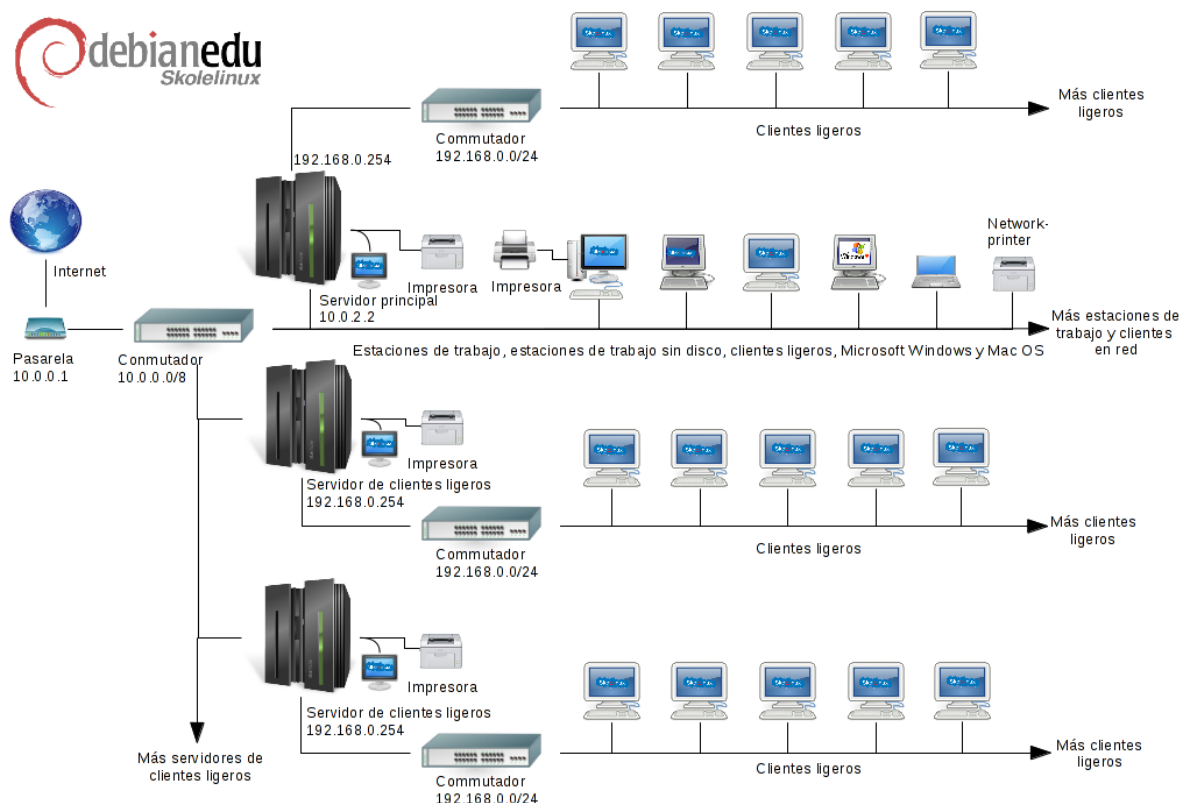 debianedu
Skolelinux
Más clientes
ligeros
Clientes ligeros
Commutador
192.168.0.0/24
192.168.0.254
Internet
Impresora
Impresora
Network-
printer
Servidor principal
10.0.2.2
Más estaciones de
trabajo y clientes
en red
Estaciones de trabajo, estaciones de trabajo sin disco, clientes ligeros, Microsoft Windows y Mac OS
Pasarela
10.0.0.1
Commutador
10.0.0.0/8
Impresora
Servidor de clientes ligeros
192.168.0.254
Más clientes
ligeros
Clientes ligeros
Commutador
192.168.0.0/24
Impresora
Servidor de clientes ligeros
192.168.0.254
Más servidores de
clientes ligeros
Más clientes
ligeros
Clientes ligeros
Commutador
192.168.0.0/24